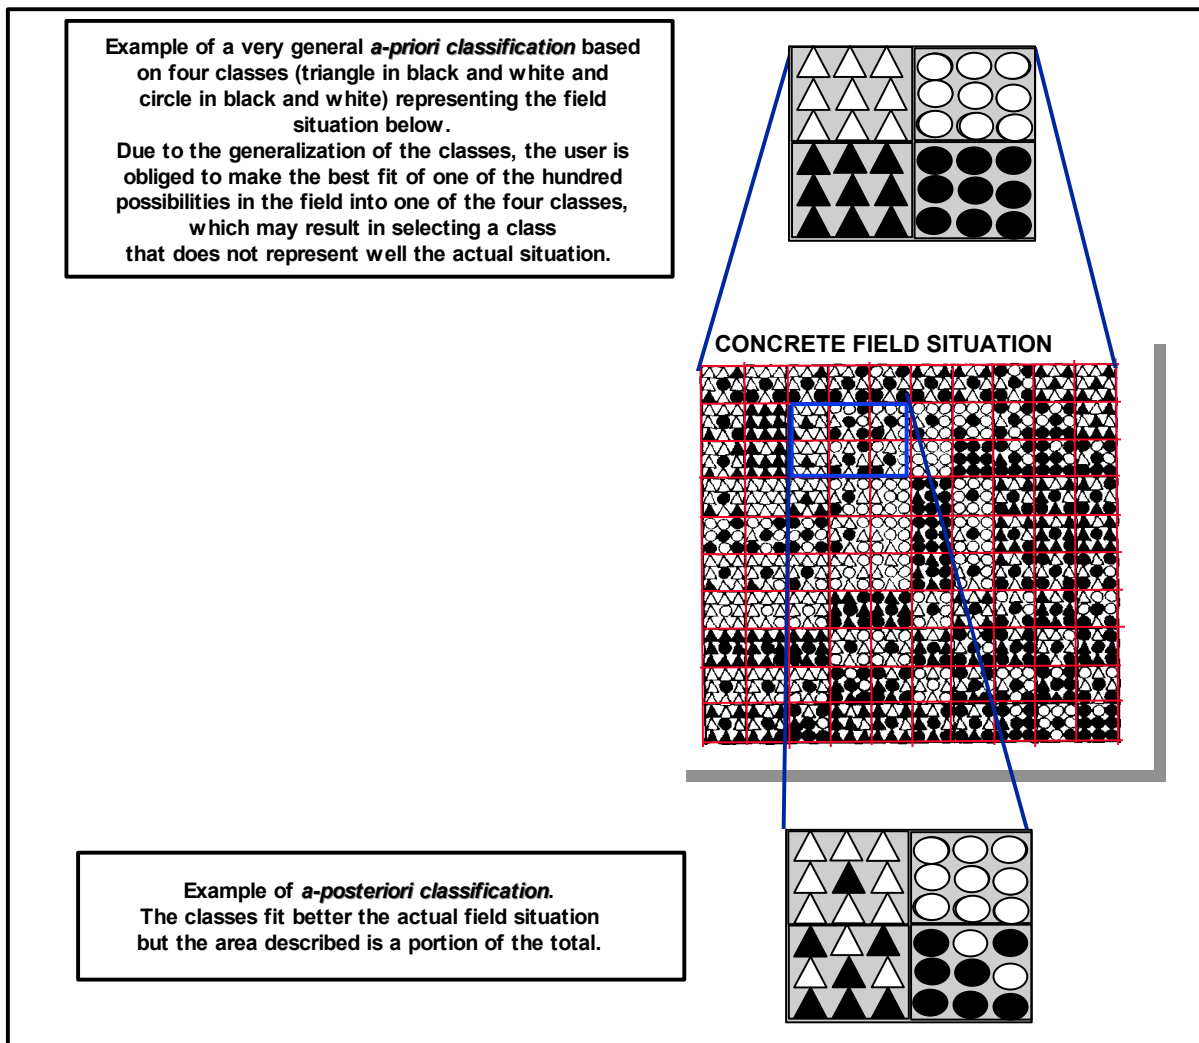 Example of a very general a-priori classification based
on four classes (triangle in black and white and
circle in black and white) representing the field
situation below.
Due to the generalization of the classes, the user is
obliged to make the best fit of one of the hundred
possibilities in the field into one of the four classes,
which may result in selecting a class
that does not represent well the actual situation.
CONCRETE FIELD SITUATION
Example of a-posteriori classification.
The classes fit better the actual field situation
but the area described is a portion of the total.